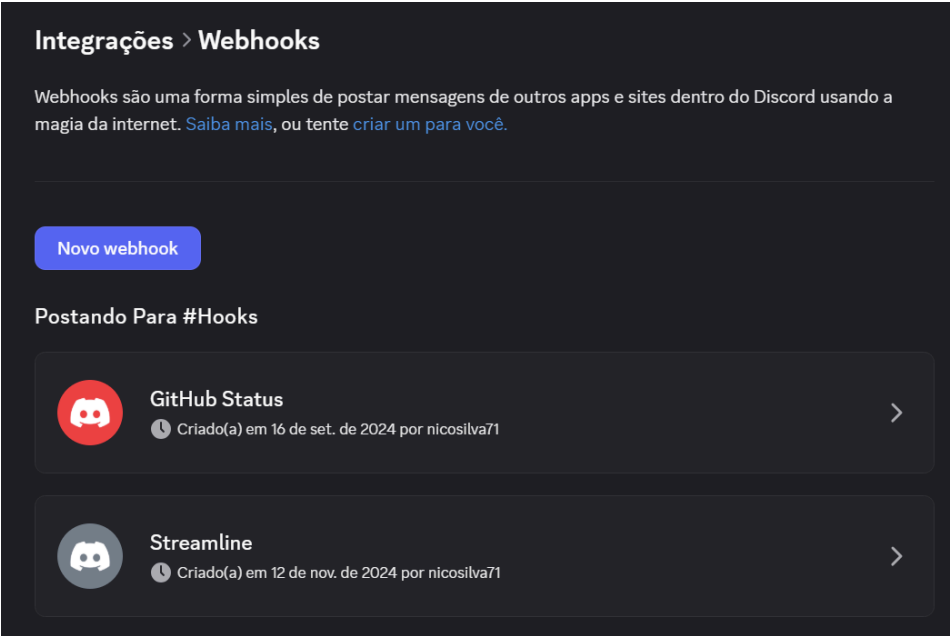 Integrações > Webhooks
Webhooks são uma forma simples de postar mensagens de outros apps e sites dentro do Discord usando a
magia da internet. Saiba mais, ou tente criar um para você.
Novo webhook
Postando Para #Hooks
GitHub Status
Criado(a) em 16 de set. de 2024 por nicosilva71
Streamline
Criado(a) em 12 de nov. de 2024 por nicosilva71